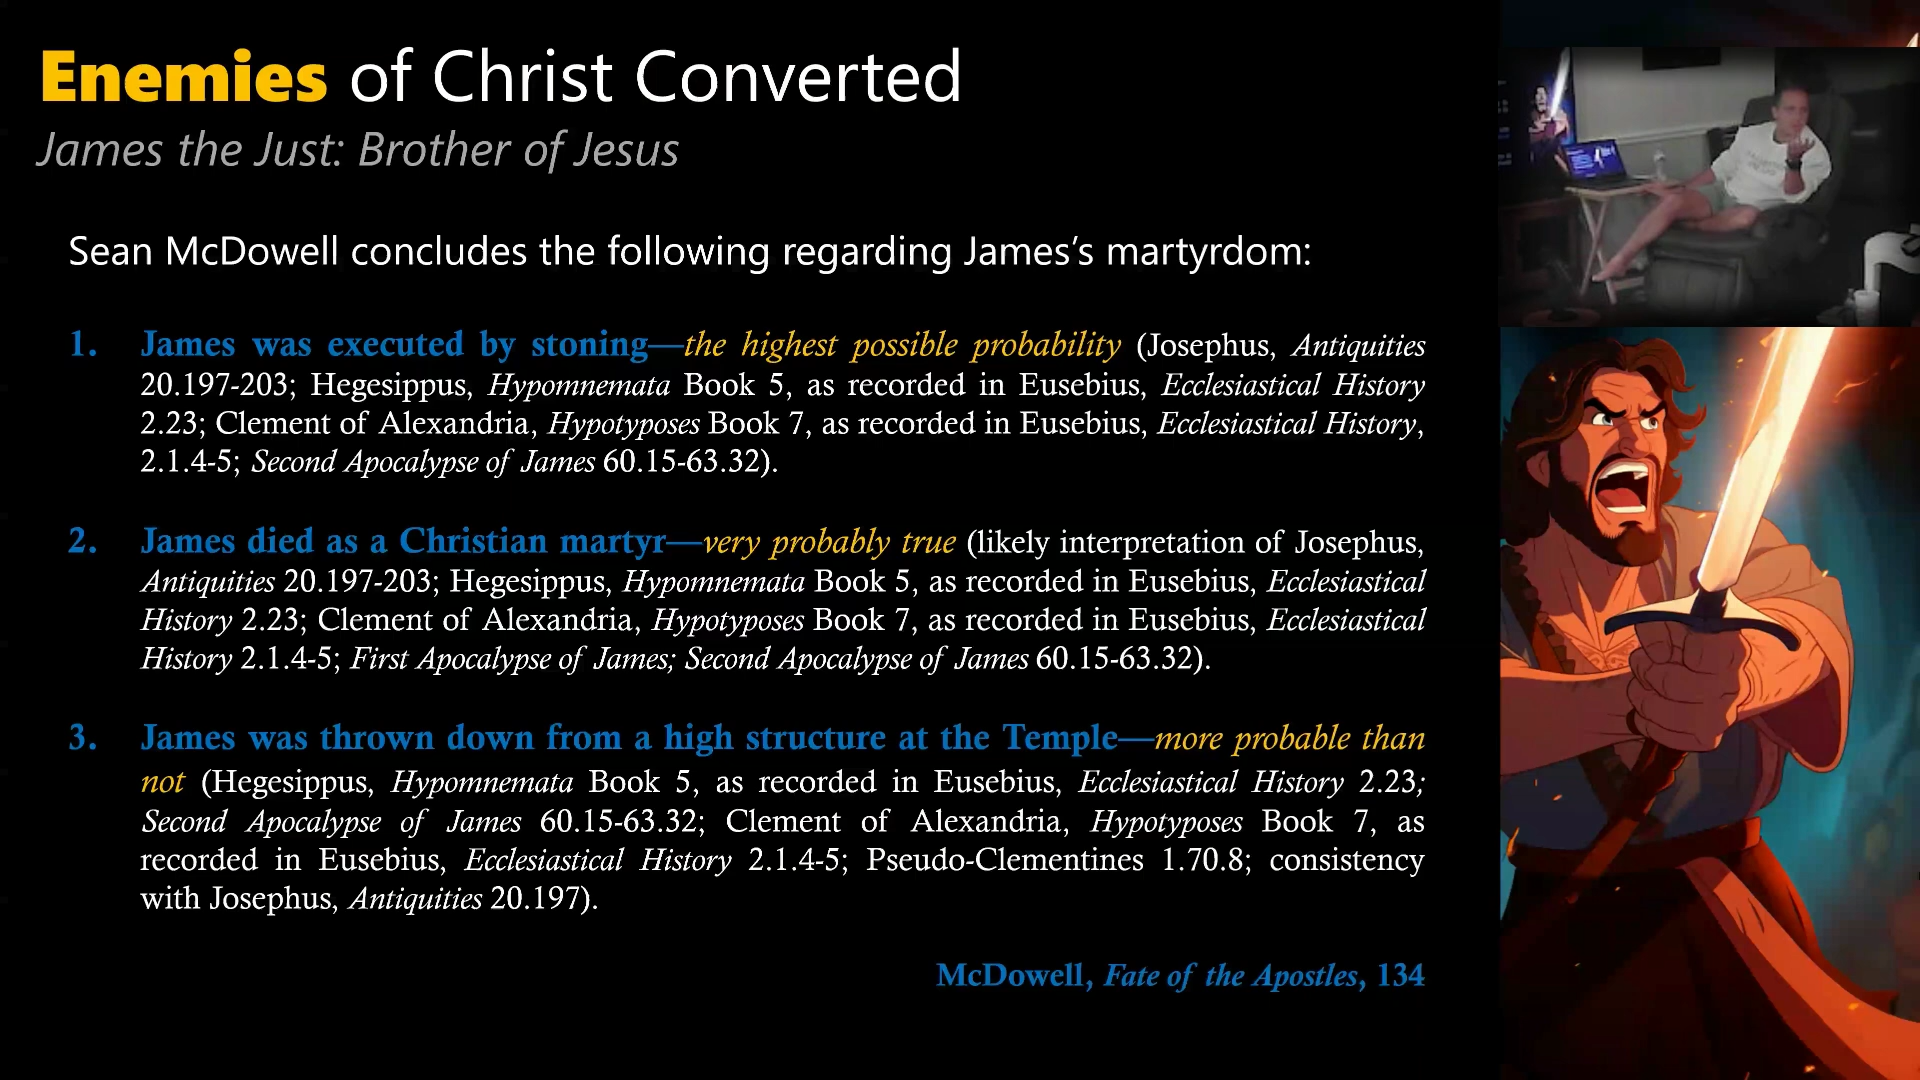 Enemies of Christ Converted
James the Just: Brother of Jesus
Sean McDowell concludes the following regarding James’s martyrdom:
1. James was executed by stoning—the highest possible probability (Josephus, Antiquities
20.197-203; Hegesippus, Hypomnemata Book 5, as recorded in Eusebius, Ecclesiastical History
2.23; Clement of Alexandria, Hypotyposes Book 7, as recorded in Eusebius, Ecclesiastical History,
2.1.4-5; Second Apocalypse of James 60.15-63.32).
2. James died as a Christian martyr—very probably true (likely interpretation of Josephus,
Antiquities 20.197-203; Hegesippus, Hypomnemata Book 5, as recorded in Eusebius, Ecclesiastical
History 2.23; Clement of Alexandria, Hypotyposes Book 7, as recorded in Eusebius, Ecclesiastical
History 2.1.4-5; First Apocalypse of James; Second Apocalypse of James 60.15-63.32).
3. James was thrown down from a high structure at the Temple—more probable than
not (Hegesippus, Hypomnemata Book 5, as recorded in Eusebius, Ecclesiastical History 2.23;
Second Apocalypse of James 60.15-63.32; Clement of Alexandria, Hypotyposes Book 7, as
recorded in Eusebius, Ecclesiastical History 2.1.4-5; Pseudo-Clementines 1.70.8; consistency
with Josephus, Antiquities 20.197).
McDowell, Fate of the Apostles, 134